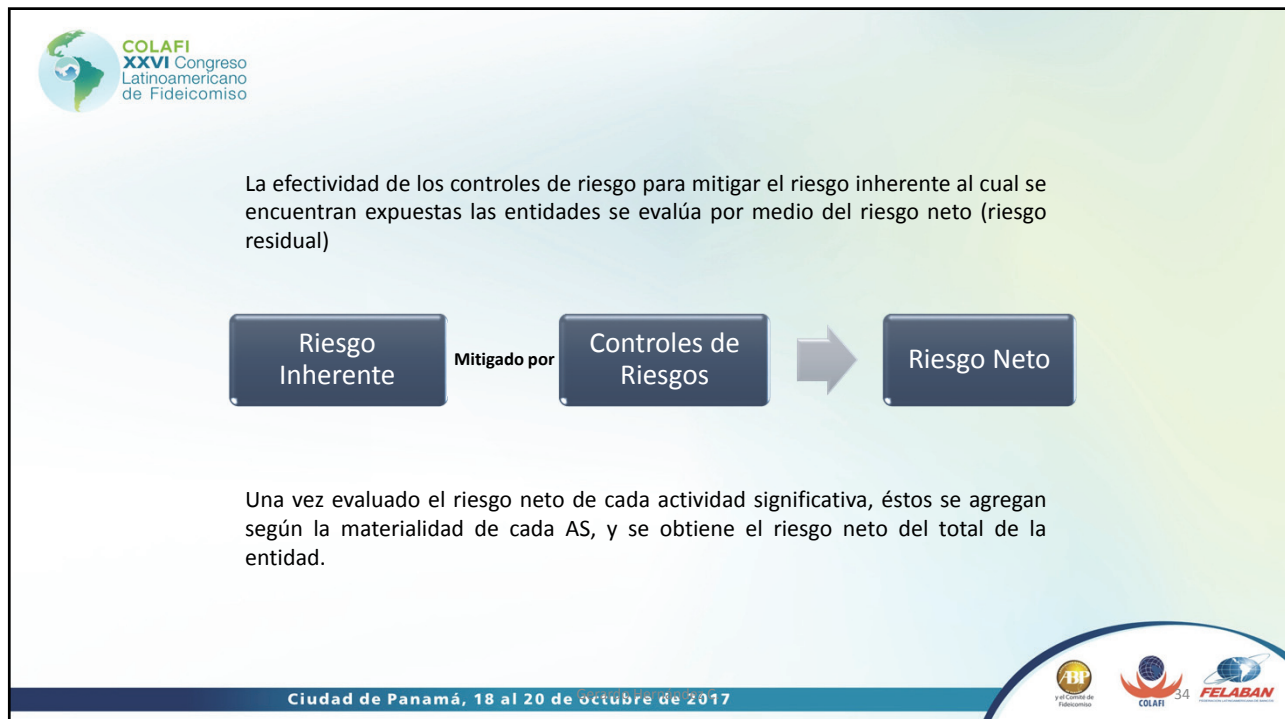 COLAFI
XXVI Congreso
Latinoamericano
de Fideicomiso
La efectividad de los controles de riesgo para mitigar el riesgo inherente al cual se
encuentran expuestas las entidades se evalúa por medio del riesgo neto (riesgo
residual)
Riesgo
Inherente
Mitigado por
Controles de
Riesgos
Riesgo Neto
Una vez evaluado el riesgo neto de cada actividad significativa, éstos se agregan
según la materialidad de cada AS, y se obtiene el riesgo neto del total de la
entidad.
Ciudad de Panamá, 18 al 20 de octubre de 2017
ABP
y el Comité de
Fideicomiso
COLAFI
34
FELABAN